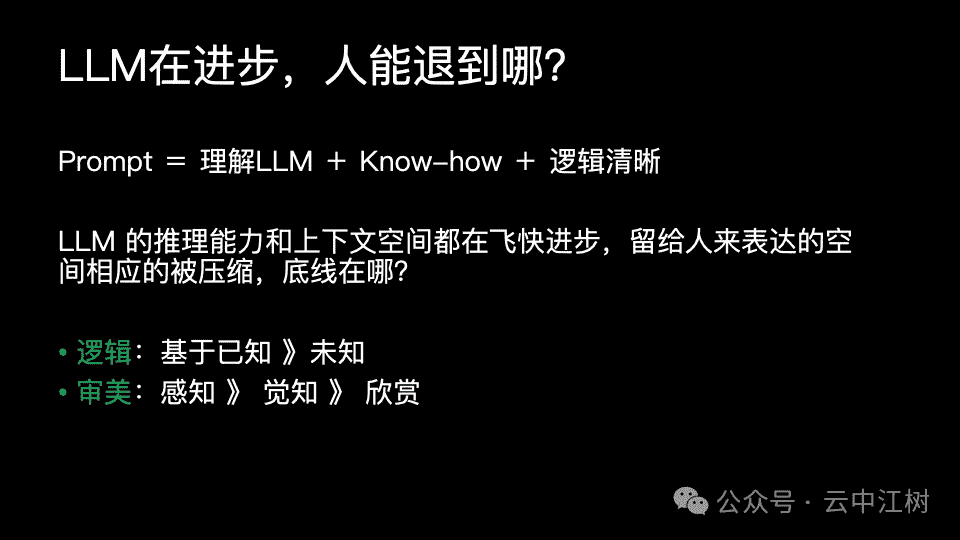 LLM在进步，人能退到哪？
Prompt ＝ 理解LLM ＋ Know-how ＋ 逻辑清晰
LLM 的推理能力和上下文空间都在飞快进步，留给人来表达的空
间相应的被压缩，底线在哪？
• 逻辑：基于已知 》未知
• 审美：感知 》 觉知 》 欣赏
公众号 · 云中江树